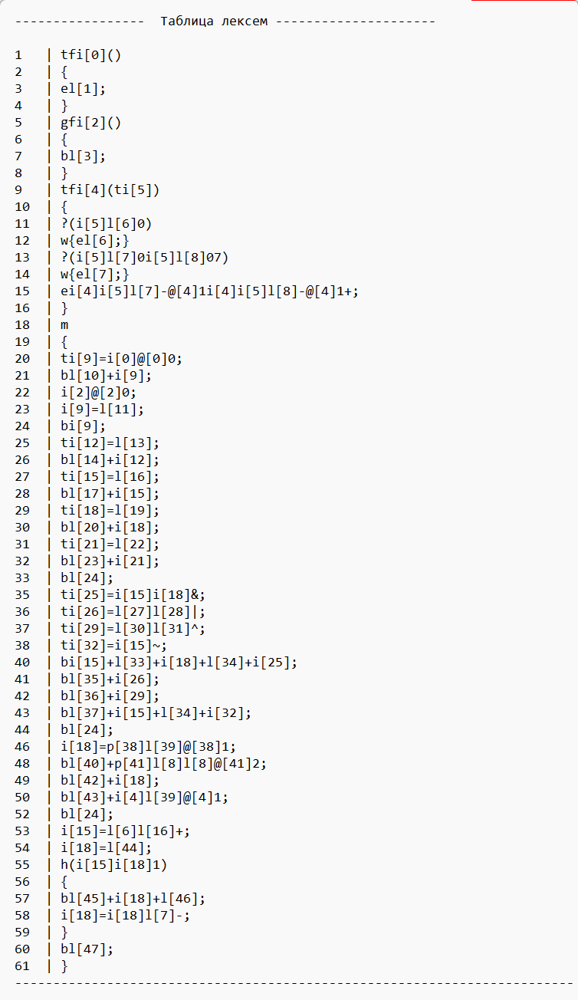 -----------------  Таблица лексем ---------------------
1   | tfi[0]()
2   | {
3   | el[1];
4   | }
5   | gfi[2]()
6   | {
7   | bl[3];
8   | }
9   | tfi[4](ti[5])
10  | {
11  | ?(i[5]l[6]0)
12  | w{el[6];}
13  | ?(i[5]l[7]0i[5]l[8]07)
14  | w{el[7];}
15  | ei[4]i[5]l[7]-@[4]1i[4]i[5]l[8]-@[4]1+;
16  | }
18  | m
19  | {
20  | ti[9]=i[0]@[0]0;
21  | bl[10]+i[9];
22  | i[2]@[2]0;
23  | i[9]=l[11];
24  | bi[9];
25  | ti[12]=l[13];
26  | bl[14]+i[12];
27  | ti[15]=l[16];
28  | bl[17]+i[15];
29  | ti[18]=l[19];
30  | bl[20]+i[18];
31  | ti[21]=l[22];
32  | bl[23]+i[21];
33  | bl[24];
35  | ti[25]=i[15]i[18]&;
36  | ti[26]=l[27]l[28]|;
37  | ti[29]=l[30]l[31]^;
38  | ti[32]=i[15]~;
40  | bi[15]+l[33]+i[18]+l[34]+i[25];
41  | bl[35]+i[26];
42  | bl[36]+i[29];
43  | bl[37]+i[15]+l[34]+i[32];
44  | bl[24];
46  | i[18]=p[38]l[39]@[38]1;
48  | bl[40]+p[41]l[8]l[8]@[41]2;
49  | bl[42]+i[18];
50  | bl[43]+i[4]l[39]@[4]1;
52  | bl[24];
53  | i[15]=l[6]l[16]+;
54  | i[18]=l[44];
55  | h(i[15]i[18]1)
56  | {
57  | bl[45]+i[18]+l[46];
58  | i[18]=i[18]l[7]-;
59  | }
60  | bl[47];
61  | }
-------------------------------------------------------------------------